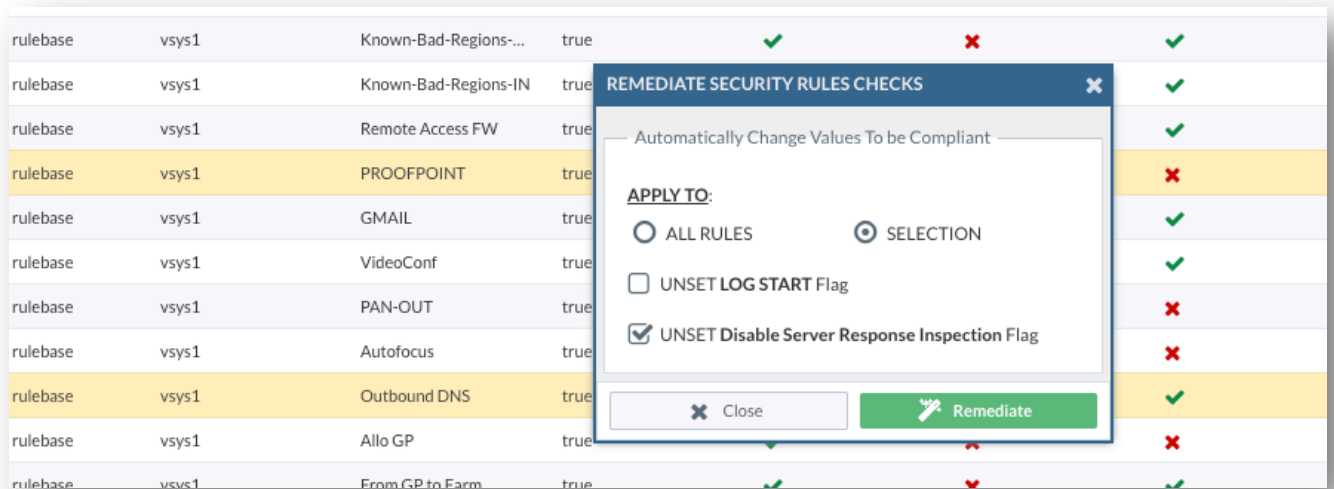 rulebase vsys1 Known-Bad-Regions-... true
rulebase vsys1 Known-Bad-Regions-IN true
REMEDIATE SECURITY RULES CHECKS
Automatically Change Values To be Compliant
rulebase vsys1 Remote Access FW true
rulebase vsys1 PROOFPOINT true
APPLY TO:
rulebase vsys1 GMAIL true
ALL RULES SELECTION
rulebase vsys1 VideoConf true
UNSET LOG START Flag
rulebase vsys1 PAN-OUT true
UNSET Disable Server Response Inspection Flag
rulebase vsys1 Autofocus true
rulebase vsys1 Outbound DNS true
Close Remediate
rulebase vsys1 Allo GP true
rulebase vsys1 From GP to Farm true